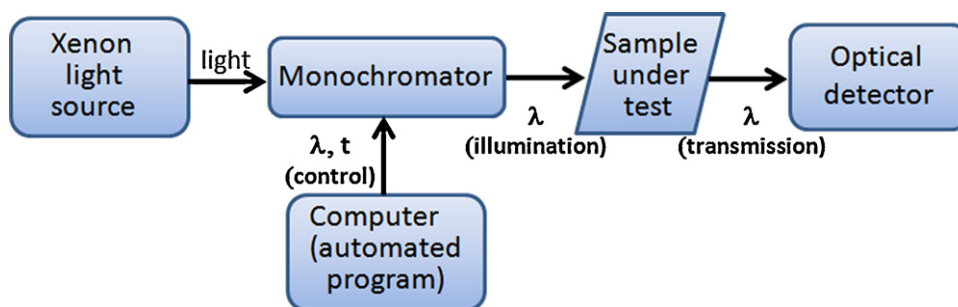 Xenon
light
source
light
Monochromator
λ, t
(control)
Computer
(automated
program)
λ
(illumination)
Sample
under
test
λ
(transmission)
Optical
detector